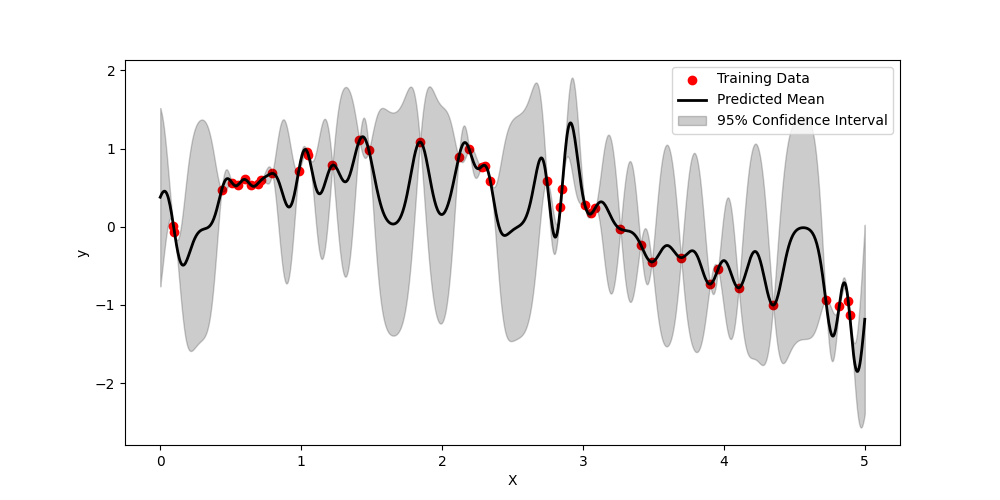 Training Data
Predicted Mean
95% Confidence Interval
2
1
0
−1
−2
y
0 1 2 3 4 5
X